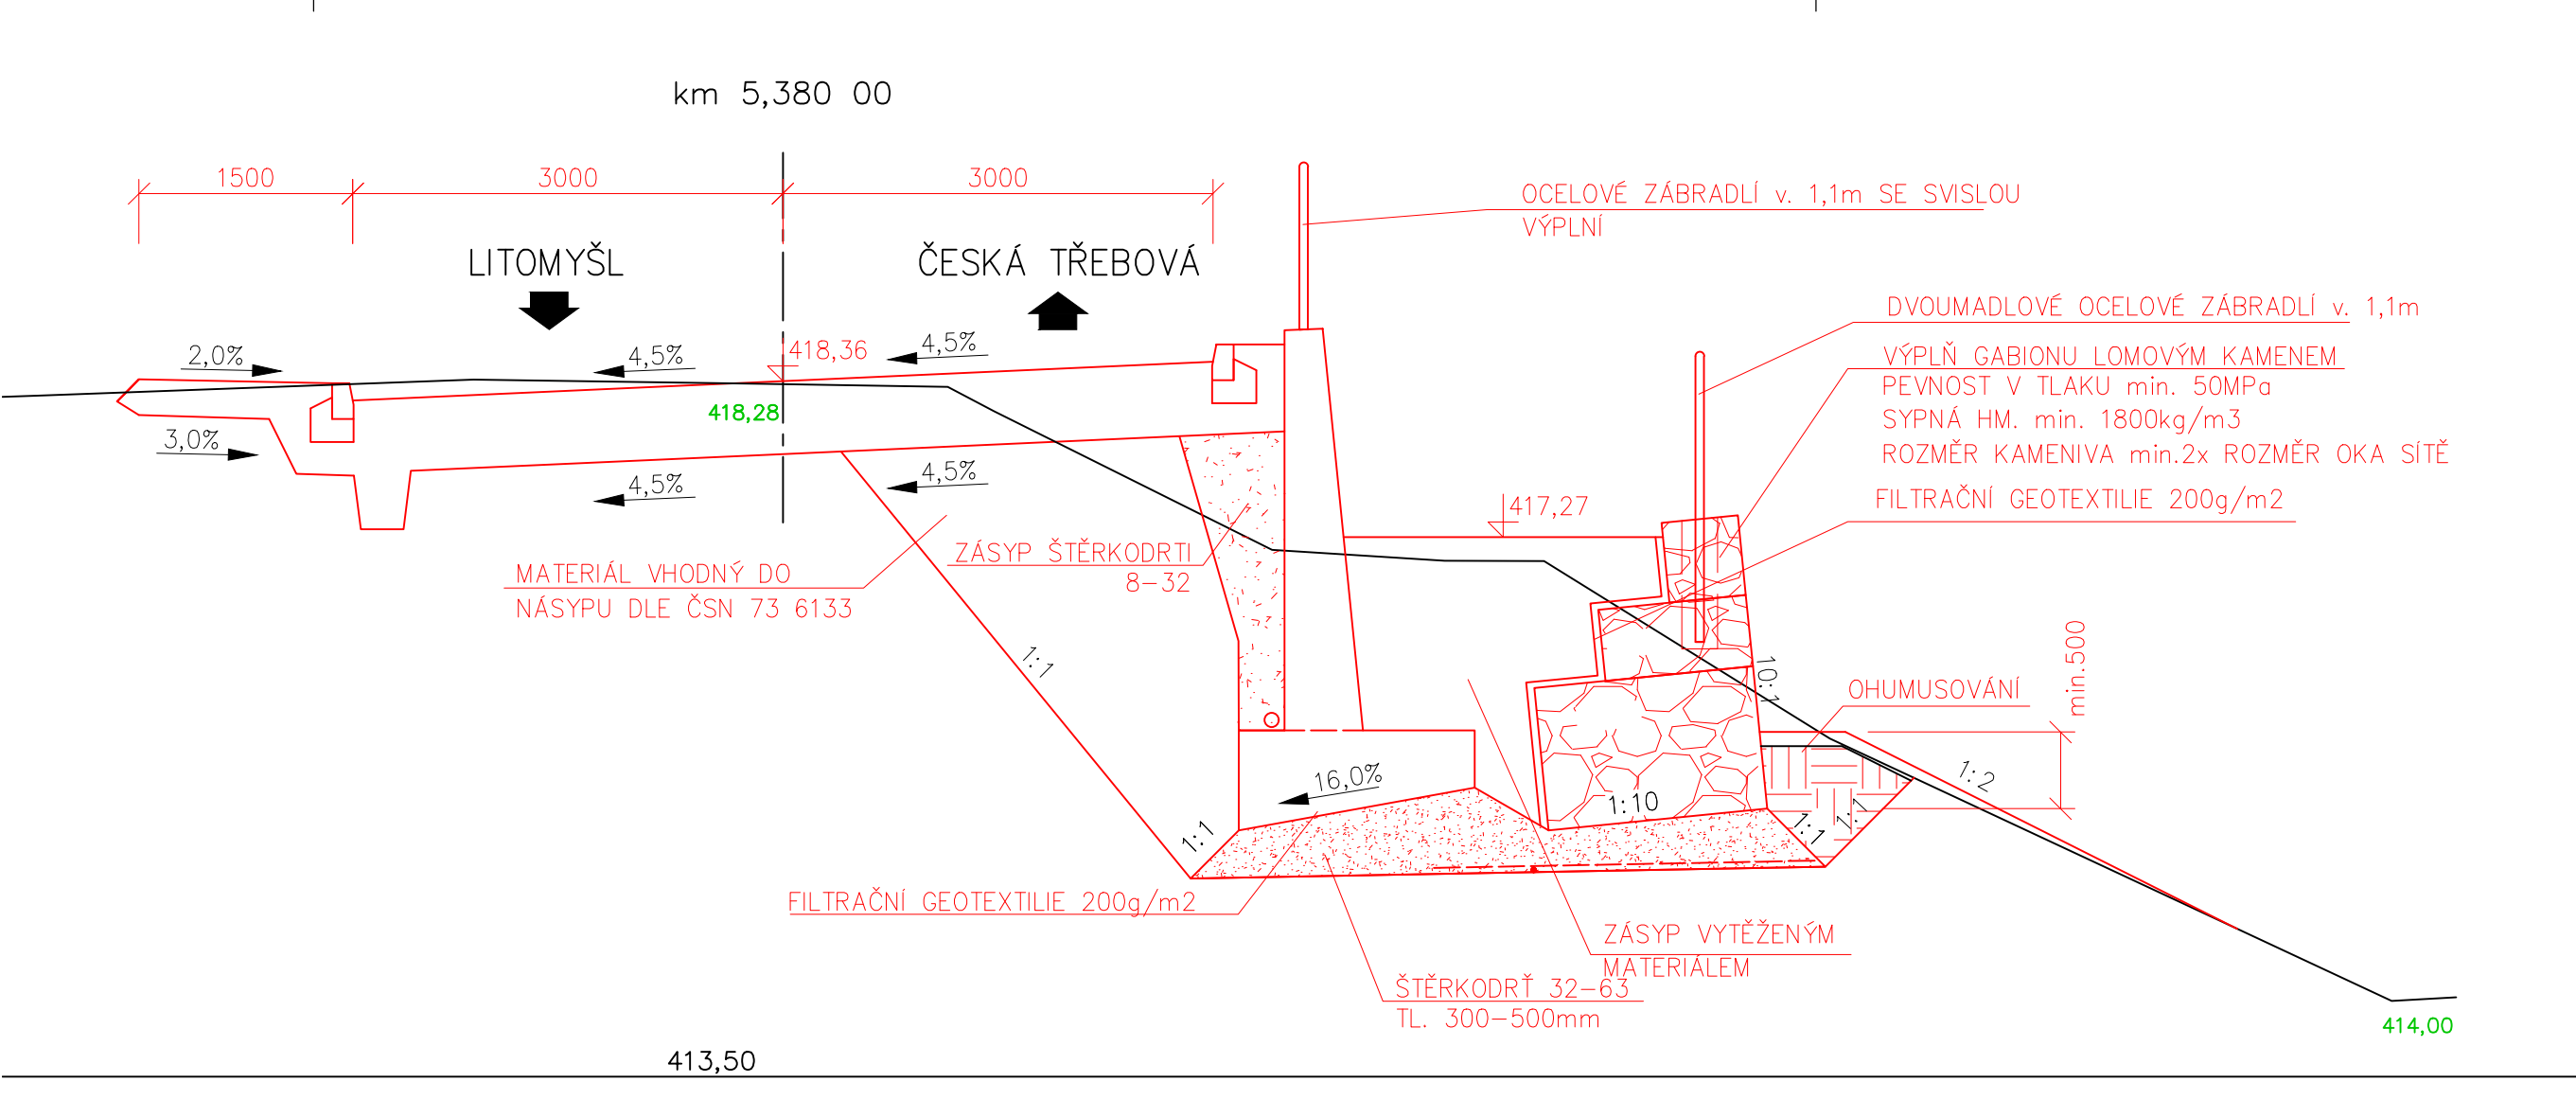 km 5,380 00
1500
3000
3000
OCELOVÉ ZÁBRADLÍ v. 1,1m SE SVISLOU
VÝPLNÍ
LITOMYŠL
ČESKÁ TŘEBOVÁ
DVOUMADLOVÉ OCELOVÉ ZÁBRADLÍ v. 1,1m
2,0%
4,5%
418,36
4,5%
VÝPLŇ GABIONU LOMOVÝM KAMENEM
PEVNOST V TLAKU min. 50MPa
SYPNÁ HM. min. 1800kg/m3
ROZMĚR KAMENIVA min.2x ROZMĚR OKA SÍTĚ
418,28
3,0%
4,5%
4,5%
417,27
FILTRAČNÍ GEOTEXTILIE 200g/m2
ZÁSYP ŠTĚRKODRTI
8-32
MATERIÁL VHODNÝ DO
NÁSYPU DLE ČSN 73 6133
1:1
10:1
min.500
OHUMUSOVÁNÍ
16,0%
1:10
1:2
1:1
1:1
1:1
FILTRAČNÍ GEOTEXTILIE 200g/m2
ZÁSYP VYTĚŽENÝM
MATERIÁLEM
ŠTĚRKODRŤ 32-63
TL. 300-500mm
414,00
413,50